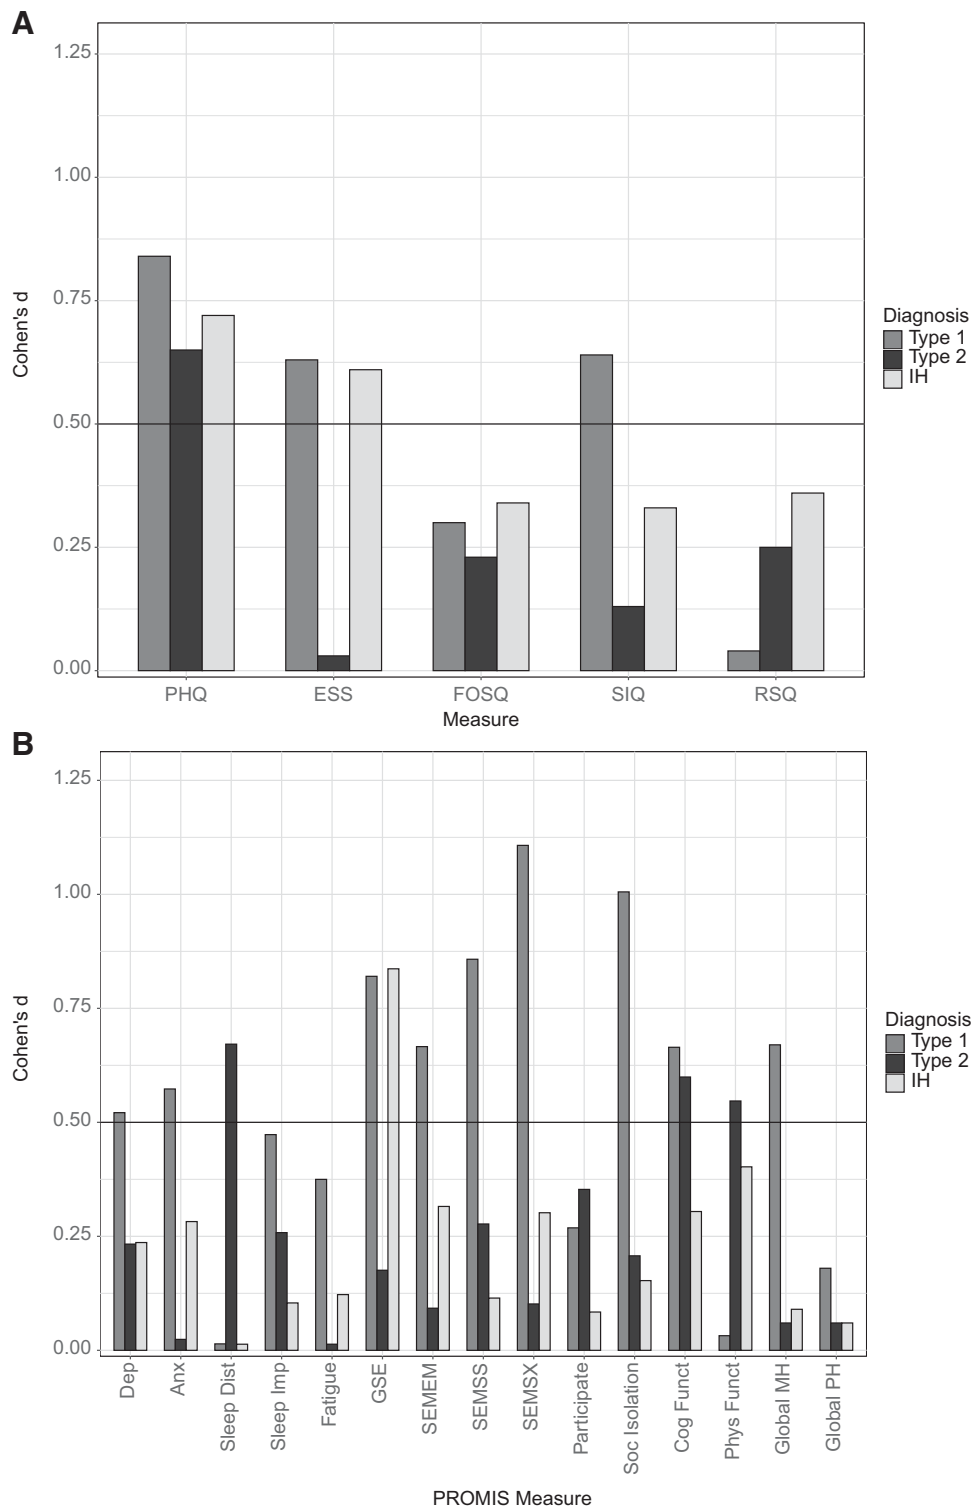 A
1.25
1.00
0.75
0.50
0.25
0.00
Cohen's d
PHQ ESS FOSQ SIQ RSQ
Measure
Diagnosis
Type 1
Type 2
IH
B
1.25
1.00
0.75
0.50
0.25
0.00
Cohen's d
Dep
Anx
Sleep Dist
Sleep Imp
Fatigue
GSE
SEMEM
SEMSS
SEMSX
Participate
Soc Isolation
Cog Funct
Phys Funct
Global MH
Global PH
PROMIS Measure
Diagnosis
Type 1
Type 2
IH